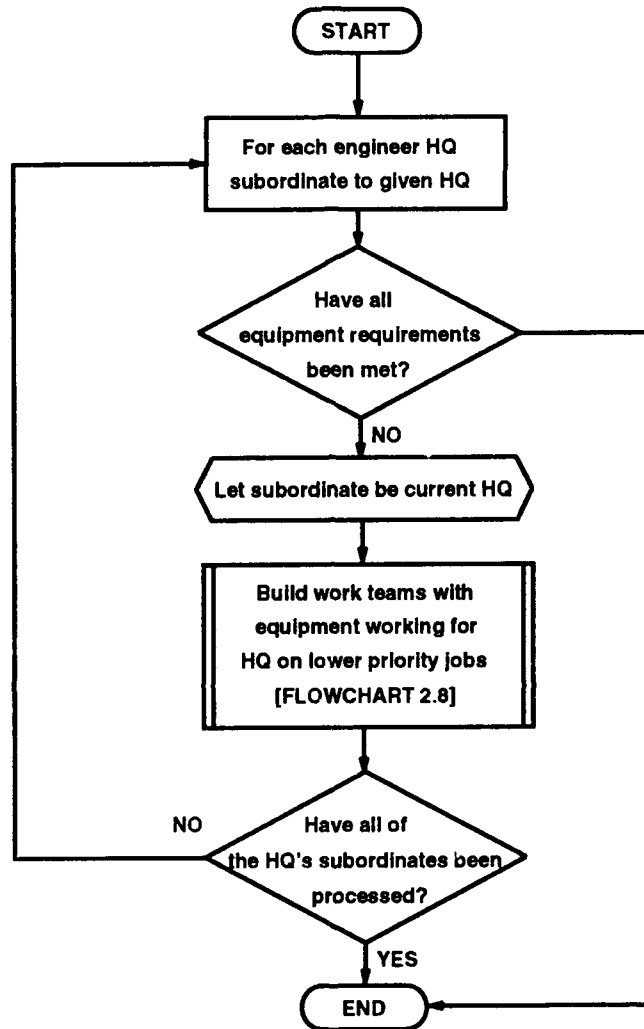 START
For each engineer HQ
subordinate to given HQ
Have all
equipment requirements
been met?
NO
Let subordinate be current HQ
Build work teams with
equipment working for
HQ on lower priority jobs
[FLOWCHART 2.8]
NO
Have all of
the HQ's subordinates been
processed?
YES
END